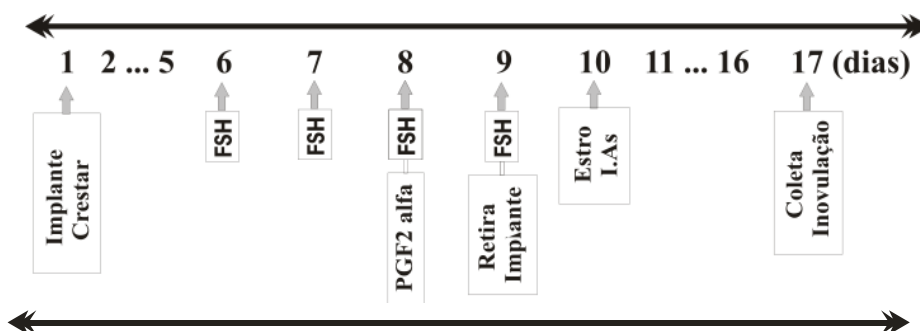 1 2 ... 5 6 7 8 9 10 11 ... 16 17 (dias)
Implante
Crestar
FSH
FSH
FSH
PGF2 alfa
FSH
Retira
Implante
Estro
I.As
Coleta
Inovulação